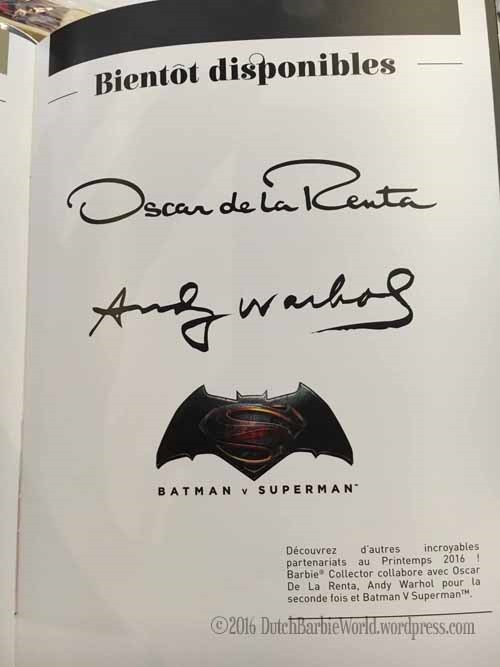 Bientôt disponibles
Oscar de la Renta
Andy Warhol
BATMAN v SUPERMAN™
Découvrez d'autres incroyables
partenariats au Printemps 2016 !
Barbie® Collector collabore avec Oscar
De La Renta, Andy Warhol pour la
seconde fois et Batman V Superman™.
©2016 DutchBarbieWorld.wordpress.com